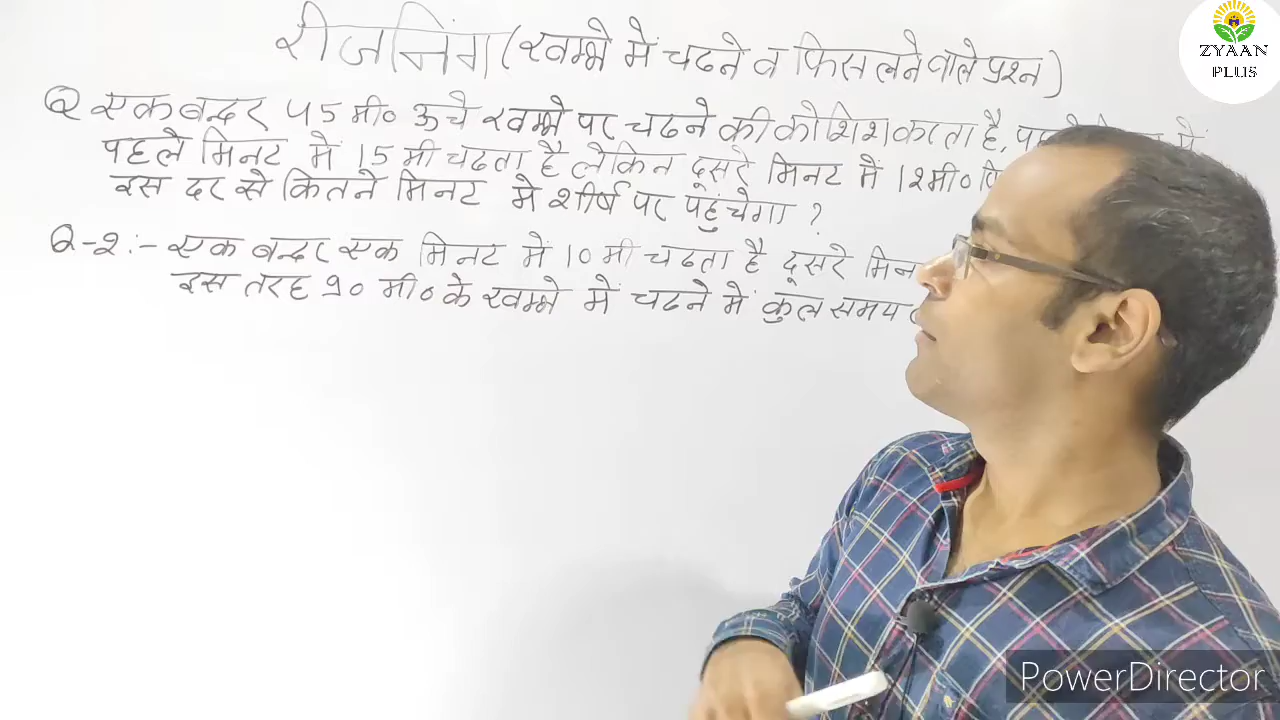 रीजनिंग (खम्भे में चढने व फिसलने वाले प्रश्न)
ZYAAN
PLUS
Q एक बन्दर 45 मी० ऊचे खम्भे पर चढने की कोशिश करता है, में
पहले मिनट में 15 मी चढता है लेकिन दूसरे मिनट में 12मी०
इस दर से कितने मिनट मे शीर्ष पर पहुंचेगा ?
Q-2:- एक बन्दर एक मिनट में 10 मी चढता है दूसरे
इस तरह 90 मी० के खम्भे में चढने में कुल समय
PowerDirector